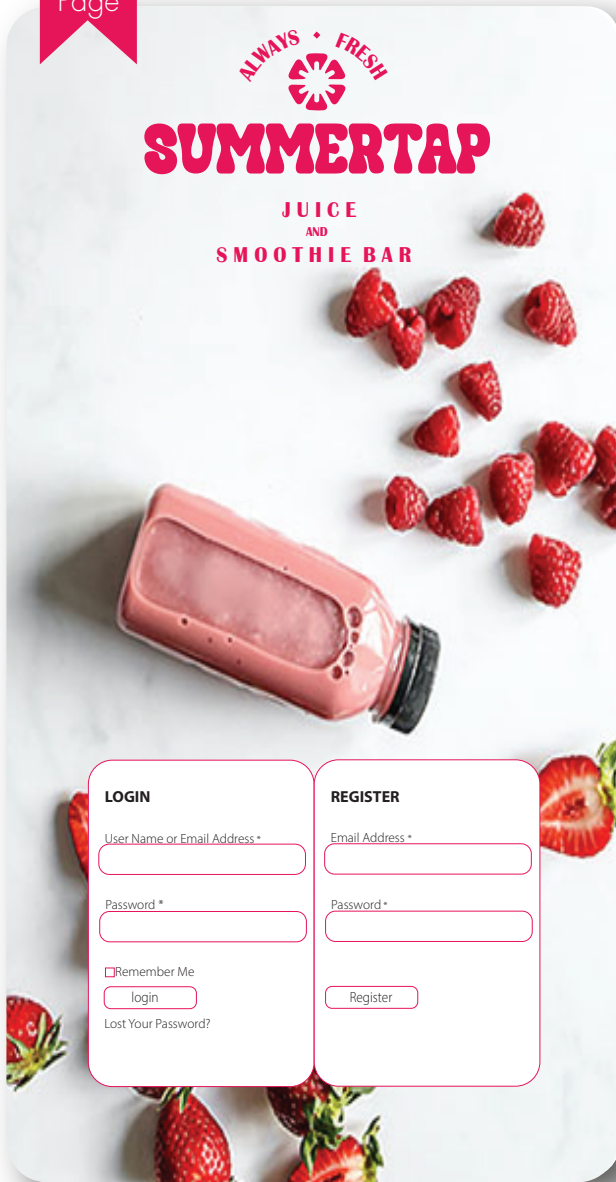 Page
ALWAYS • FRESH
SUMMERTAP
JUICE
AND
SMOOTHIE BAR
LOGIN
User Name or Email Address *
Password *
Remember Me
login
Lost Your Password?
REGISTER
Email Address *
Password *
Register